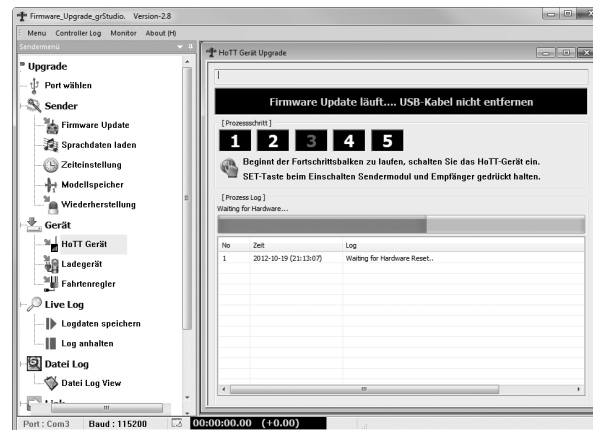 Firmware_Upgrade_grStudio. Version-2.8
Menu Controller Log Monitor About (H)
Sendermenü
Upgrade
Port wählen
Sender
Firmware Update
Sprachdaten laden
Zeiteinstellung
Modellspeicher
Wiederherstellung
Gerät
HoTT Gerät
Ladegerät
Fahrtenregler
Live Log
Logdaten speichern
Log anhalten
Datei Log
Datei Log View
HoTT Gerät Upgrade
Firmware Update läuft.... USB-Kabel nicht entfernen
[ Prozessschritt ]
1 2 3 4 5
Beginnt der Fortschrittsbalken zu laufen, schalten Sie das HoTT-Gerät ein.
SET-Taste beim Einschalten Sendermodul und Empfänger gedrückt halten.
[ Prozess Log ]
Waiting for Hardware...
No Zeit Log
1 2012-10-19 (21:13:07) Waiting for Hardware Reset..
Port : Com3 Baud : 115200 00:00:00.00 (+0.00)